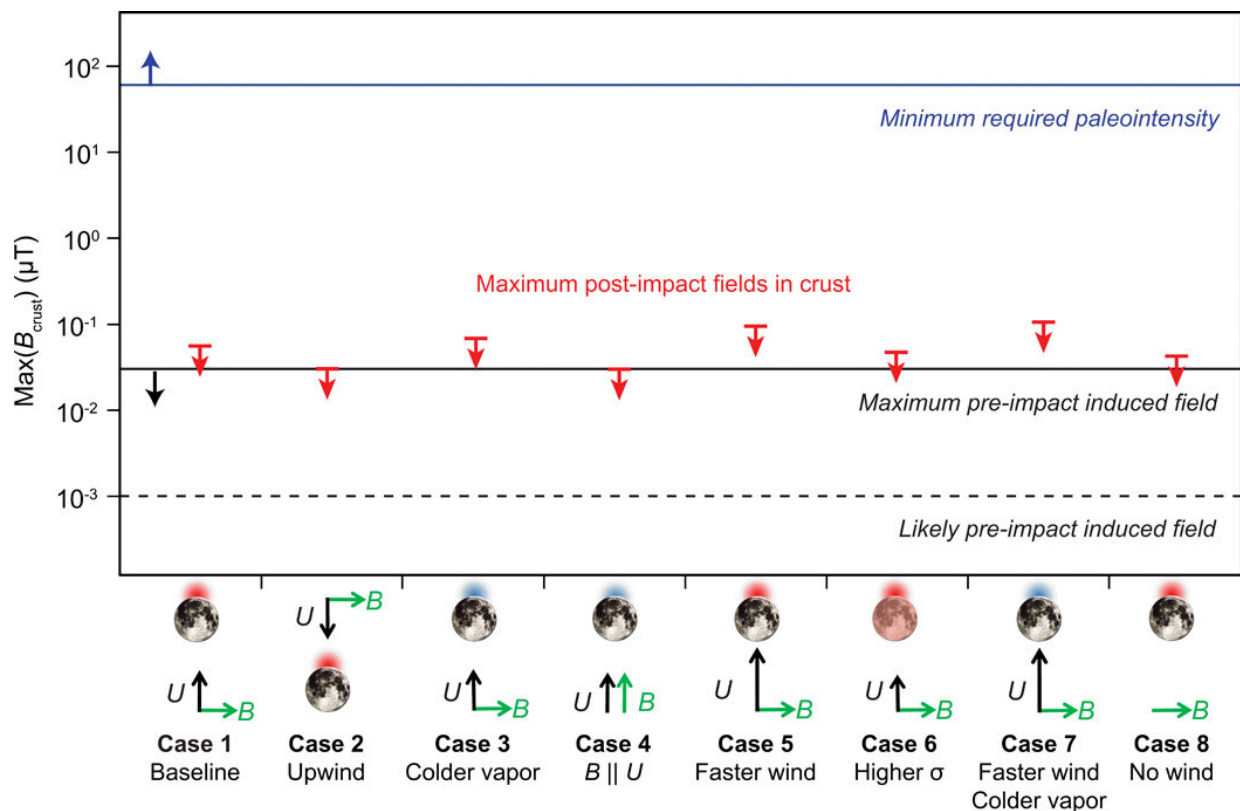 10²
Minimum required paleointensity
10¹
Max(B_crust) (µT)
10⁰
Maximum post-impact fields in crust
10⁻¹
10⁻²
Maximum pre-impact induced field
10⁻³
Likely pre-impact induced field
U B
U B
U B
U B
U B
U B
U B
B
Case 1 Case 2 Case 3 Case 4 Case 5 Case 6 Case 7 Case 8
Baseline Upwind Colder vapor B || U Faster wind Higher σ Faster wind No wind
Colder vapor